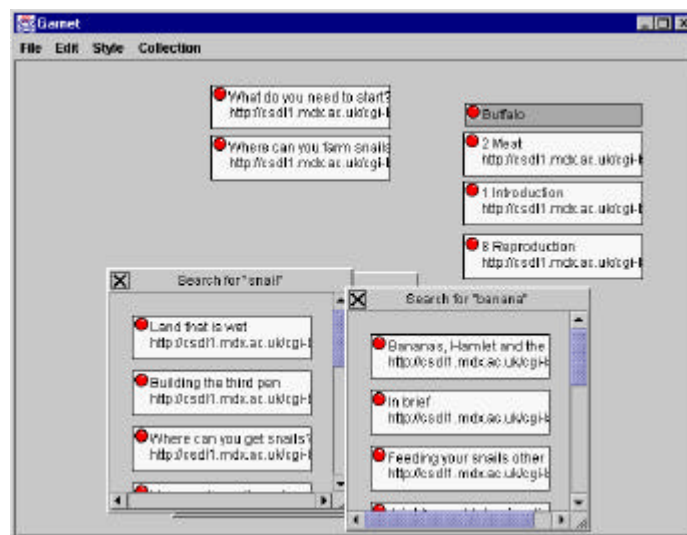 Garnet
File Edit Style Collection
What do you need to start?
http://csdl1.mdx.ac.uk/cgi-b
Where can you farm snails
http://csdl1.mdx.ac.uk/cgi-b
Buffalo
2 Meat
http://csdl1.mdx.ac.uk/cgi-b
1 Introduction
http://csdl1.mdx.ac.uk/cgi-b
8 Reproduction
http://csdl1.mdx.ac.uk/cgi-b
Search for "snail"
Land that is wet
http://csdl1.mdx.ac.uk/cgi-b
Building the third pen
http://csdl1.mdx.ac.uk/cgi-b
Where can you get snails?
http://csdl1.mdx.ac.uk/cgi-b
Search for "banana"
Bananas, Hamlet and the
http://csdl1.mdx.ac.uk/cgi-b
In brief
http://csdl1.mdx.ac.uk/cgi-b
Feeding your snails other
http://csdl1.mdx.ac.uk/cgi-b